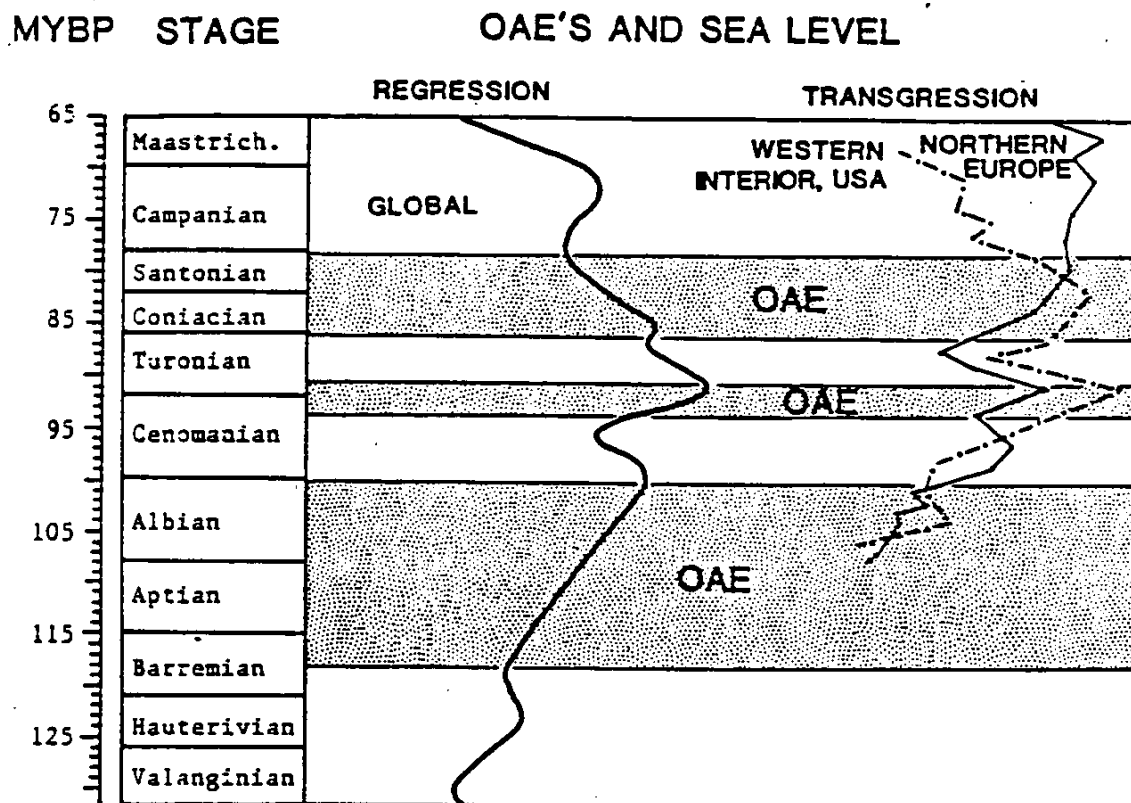 MYBP STAGE OAE'S AND SEA LEVEL
REGRESSION TRANSGRESSION
65
Maastrich.
WESTERN INTERIOR, USA
NORTHERN EUROPE
GLOBAL
75
Campanian
Santonian
OAE
85
Coniacian
Turonian
OAE
95
Cenomanian
Albian
105
OAE
Aptian
115
Barremian
125
Hauterivian
Valanginian